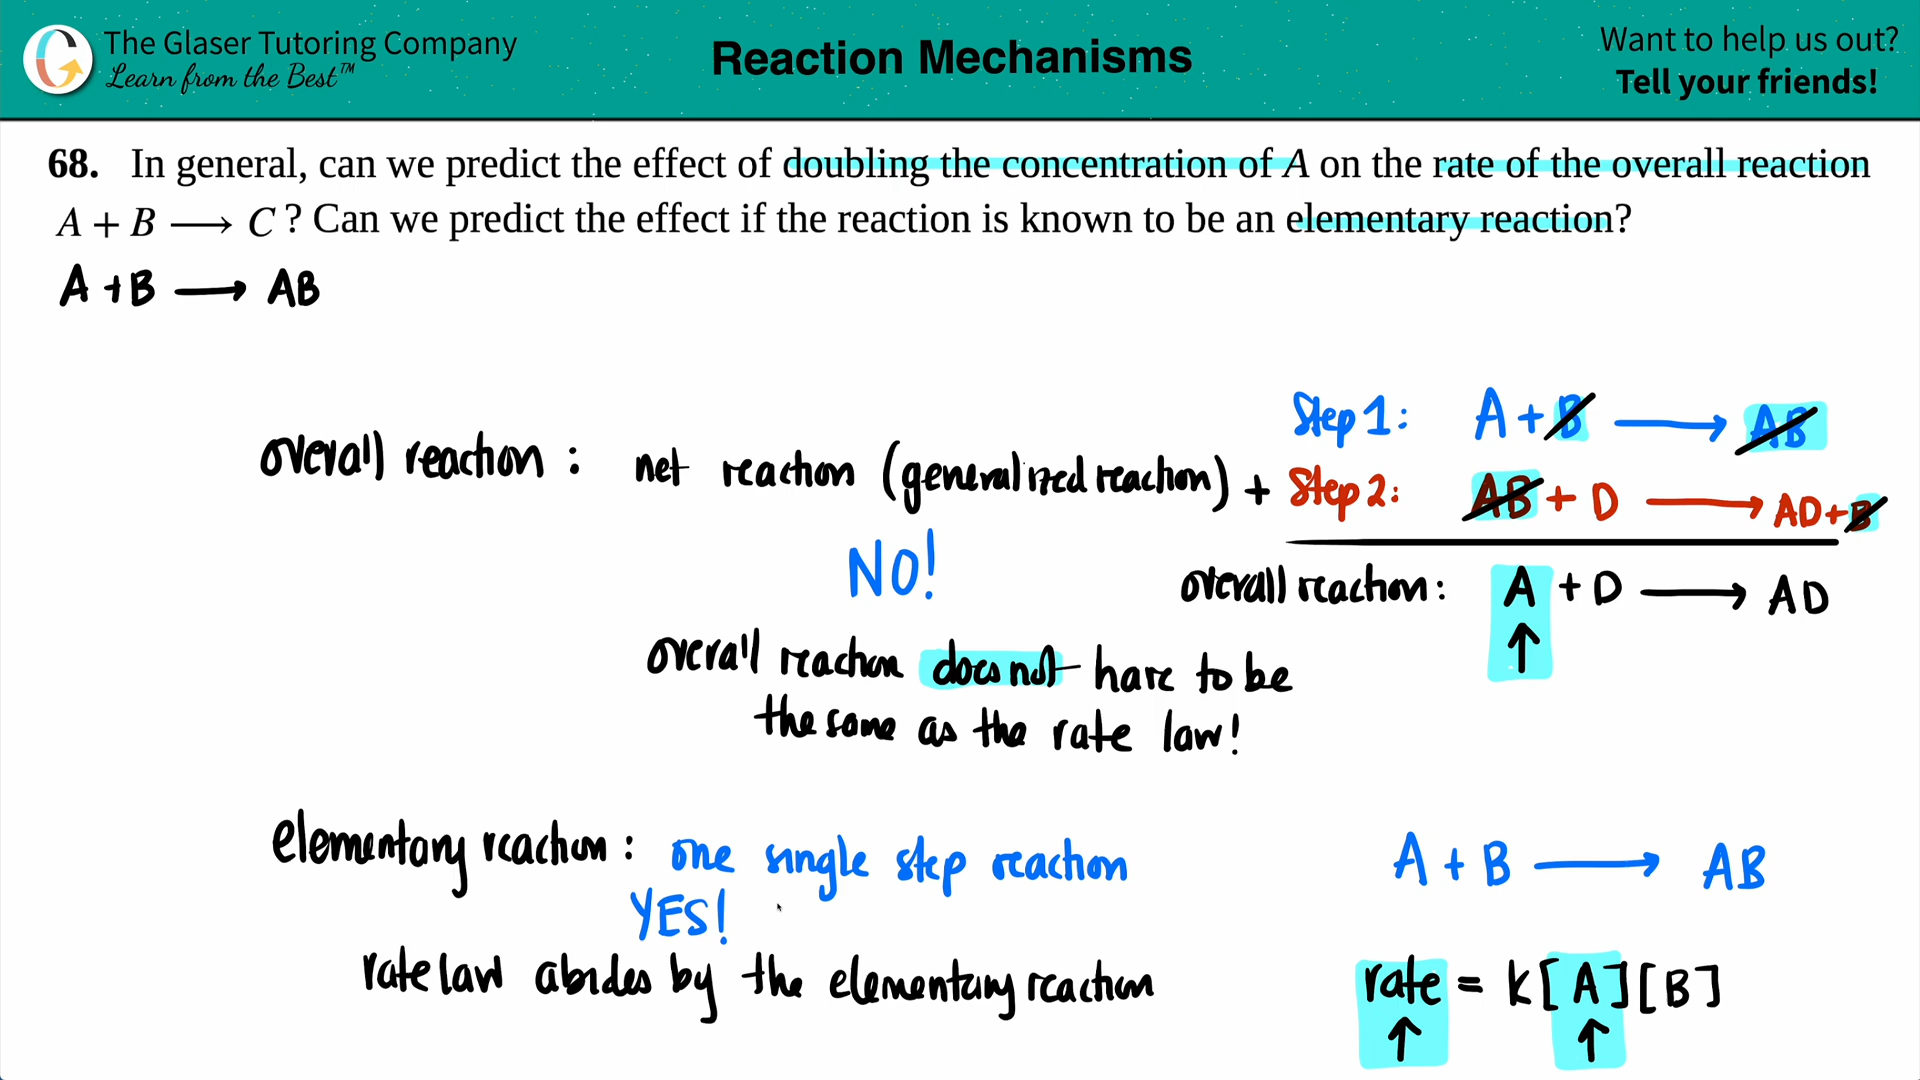 The Glaser Tutoring Company
Learn from the Best™
Reaction Mechanisms
Want to help us out?
Tell your friends!
68. In general, can we predict the effect of doubling the concentration of A on the rate of the overall reaction
A + B ⟶ C ? Can we predict the effect if the reaction is known to be an elementary reaction?
A + B ⟶ AB
Step 1: A + B ⟶ AB
overall reaction : net reaction (generalized reaction) + Step 2: AB + D ⟶ AD + B
NO!
overall reaction: A + D ⟶ AD
↑
overall reaction does not have to be
the same as the rate law!
elementary reaction : one single step reaction
A + B ⟶ AB
YES!
rate law abides by the elementary reaction
rate = k[A][B]
↑ ↑